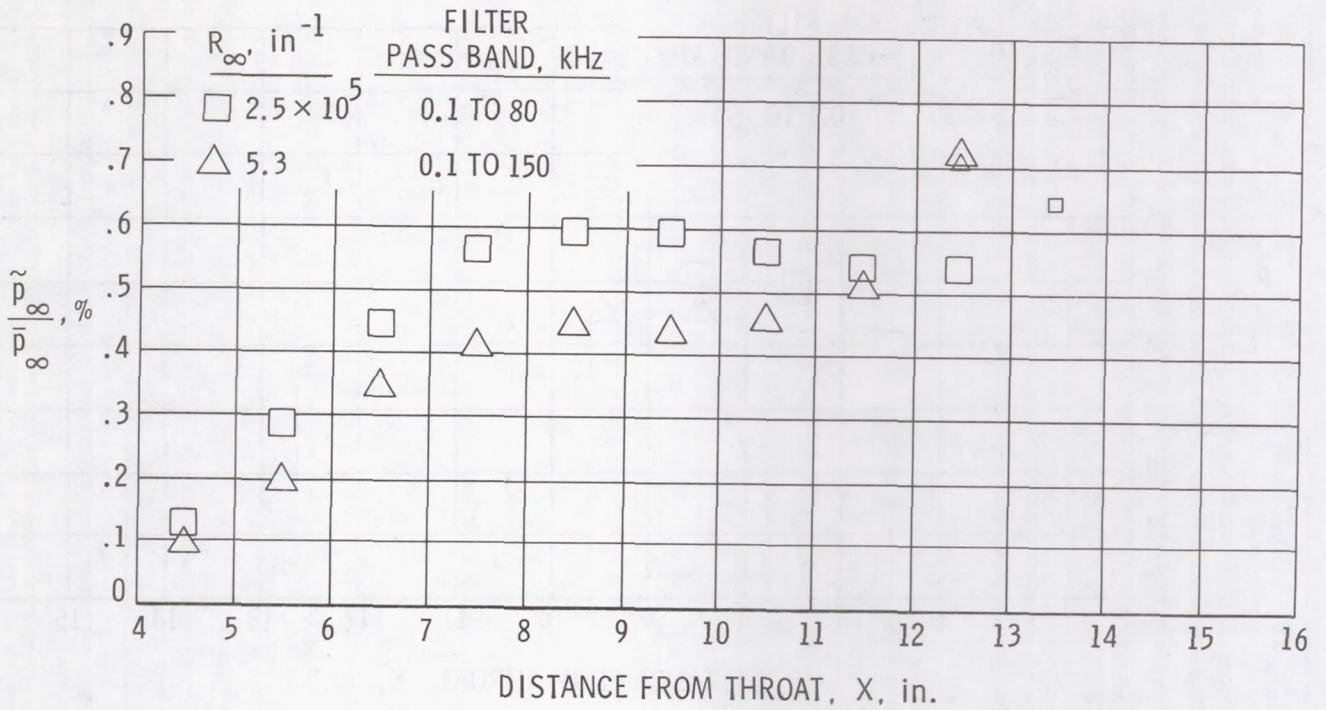 R∞, in⁻¹
FILTER
PASS BAND, kHz
□ 2.5 × 10⁵ 0.1 TO 80
△ 5.3 0.1 TO 150
.9
.8
.7
.6
.5
.4
.3
.2
.1
0
p̃∞/p̄∞, %
4 5 6 7 8 9 10 11 12 13 14 15 16
DISTANCE FROM THROAT, X, in.